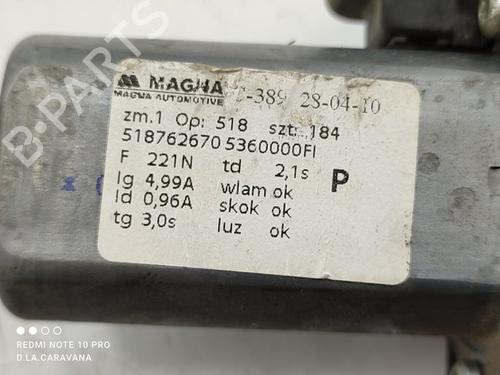 MAGNA
MAGNA AUTOMOTIVE
-389 28-04-10
zm.1 Op: 518 szt: 184
518762670 5360000FI
F 221N td 2,1s
P
Ig 4,99A wlam ok
Id 0,96A skok ok
tg 3,0s luz ok
REDMI NOTE 10 PRO
D.LA.CARAVANA